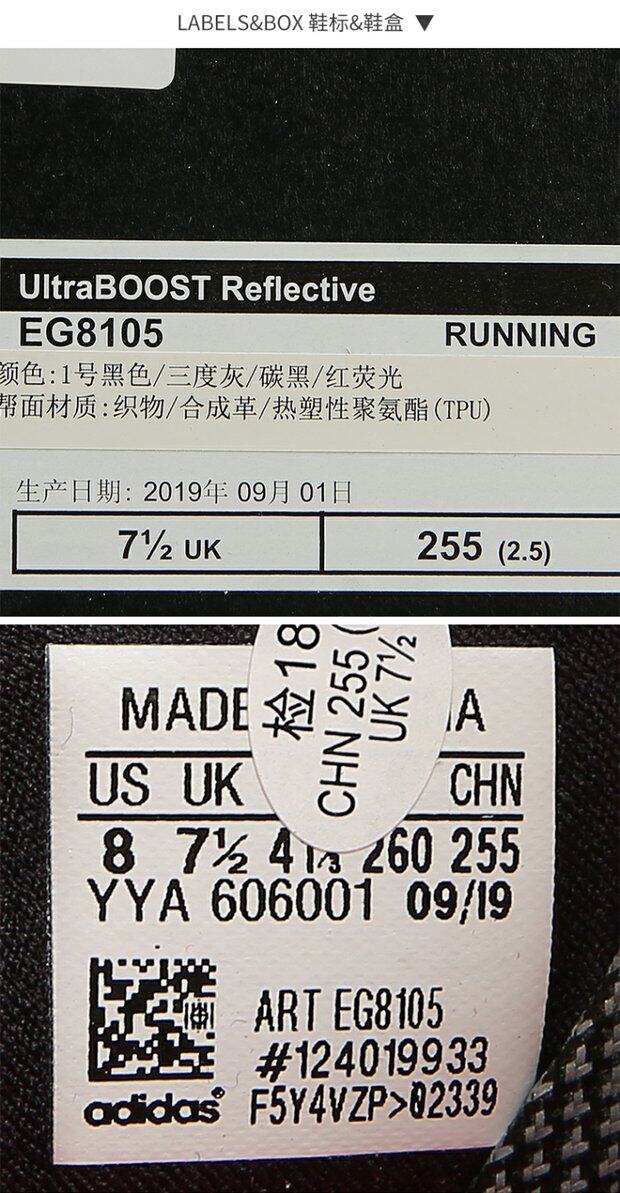 LABELS&BOX 鞋标&鞋盒 ▼
UltraBOOST Reflective
EG8105 RUNNING
颜色:1号黑色/三度灰/碳黑/红荧光
帮面材质:织物/合成革/热塑性聚氨酯(TPU)
生产日期: 2019年 09月 01日
7½ UK 255 (2.5)
检18
CHN 255 (
UK 7½
MADE
US UK CHN
8 7½ 41⅓ 260 255
YYA 606001 09/19
ART EG8105
#124019933
adidas® F5Y4VZP>02339